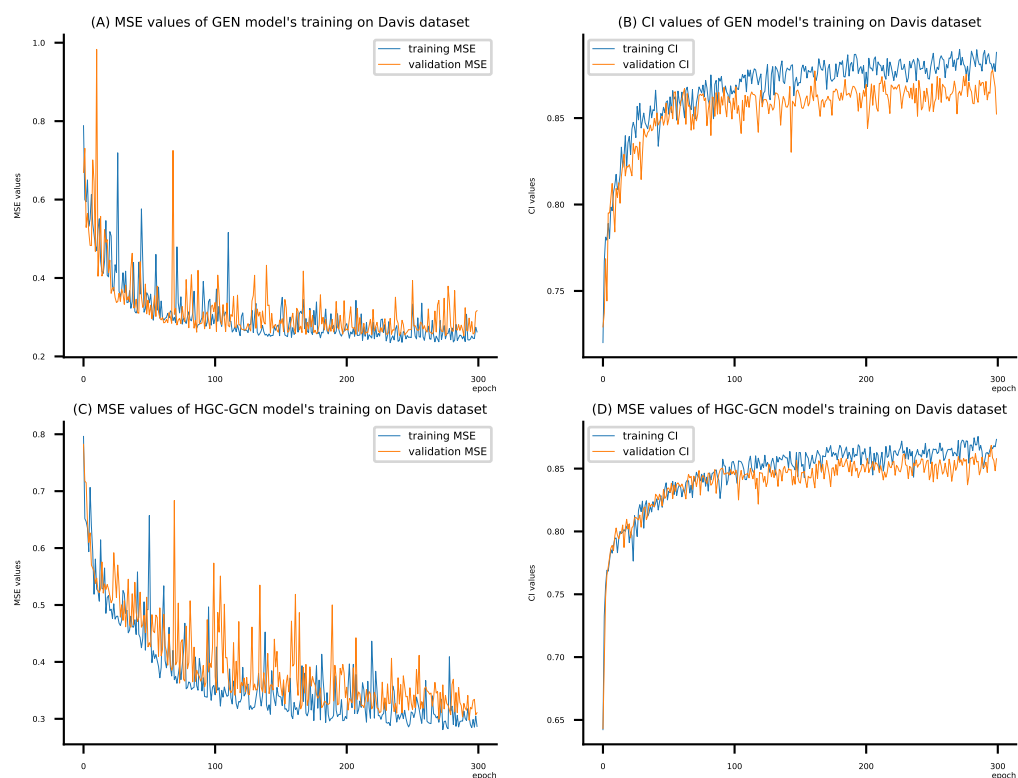 (A) MSE values of GEN model's training on Davis dataset
training MSE
validation MSE
MSE values
1.0
0.8
0.6
0.4
0.2
0
100
200
300
epoch
(B) CI values of GEN model's training on Davis dataset
training CI
validation CI
CI values
0.85
0.80
0.75
0
100
200
300
epoch
(C) MSE values of HGC-GCN model's training on Davis dataset
training MSE
validation MSE
MSE values
0.8
0.7
0.6
0.5
0.4
0.3
0
100
200
300
epoch
(D) MSE values of HGC-GCN model's training on Davis dataset
training CI
validation CI
CI values
0.85
0.80
0.75
0.70
0.65
0
100
200
300
epoch